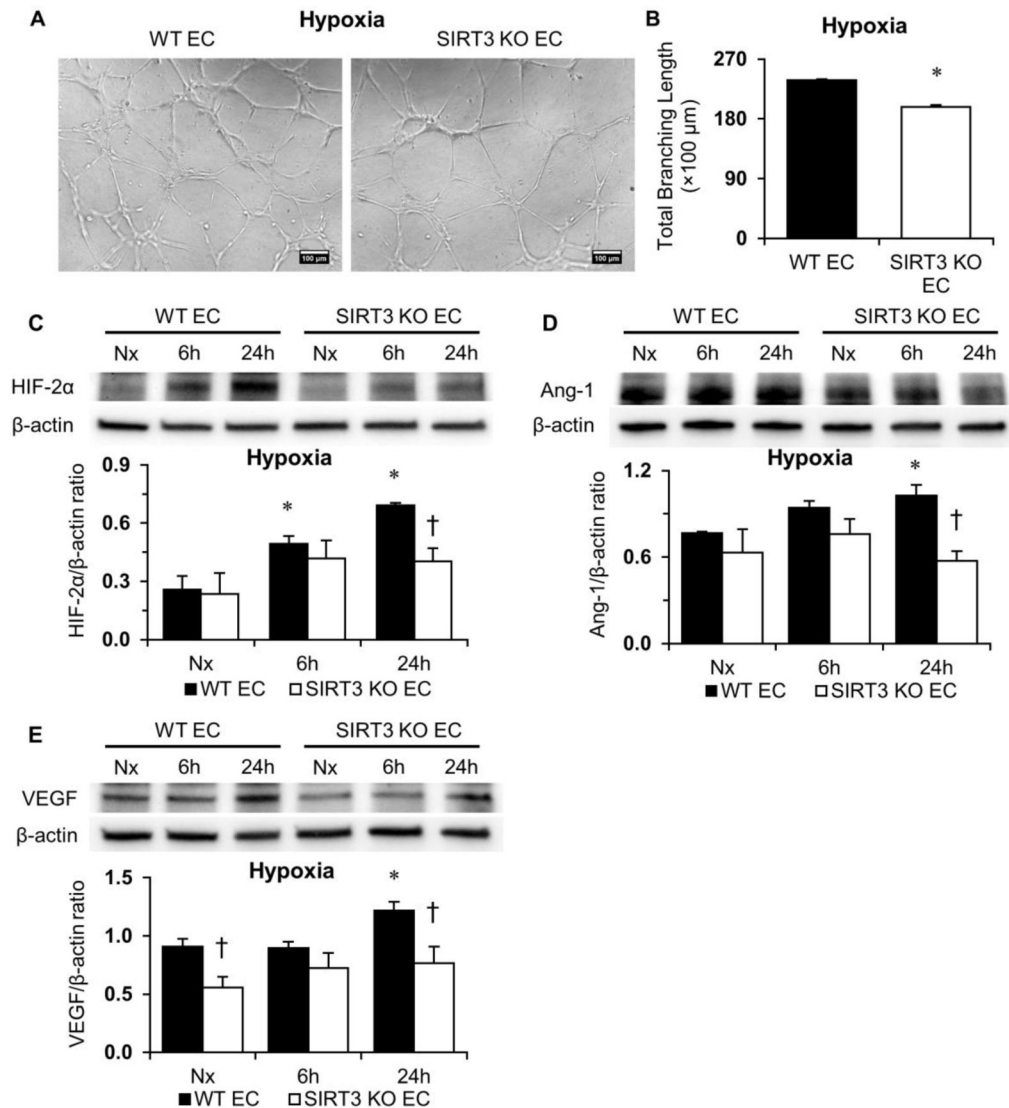 A
Hypoxia
WT EC
SIRT3 KO EC
100 µm
100 µm
B
Hypoxia
Total Branching Length
(×100 µm)
270
180
90
0
*
WT EC
SIRT3 KO
EC
C
WT EC
SIRT3 KO EC
Nx 6h 24h Nx 6h 24h
HIF-2α
β-actin
Hypoxia
HIF-2α/β-actin ratio
0.9
0.6
0.3
0.0
* * †
Nx 6h 24h
WT EC SIRT3 KO EC
D
WT EC
SIRT3 KO EC
Nx 6h 24h Nx 6h 24h
Ang-1
β-actin
Hypoxia
Ang-1/β-actin ratio
1.2
0.6
0.0
* †
Nx 6h 24h
WT EC SIRT3 KO EC
E
WT EC
SIRT3 KO EC
Nx 6h 24h Nx 6h 24h
VEGF
β-actin
Hypoxia
VEGF/β-actin ratio
1.5
1.0
0.5
0.0
† * †
Nx 6h 24h
WT EC SIRT3 KO EC